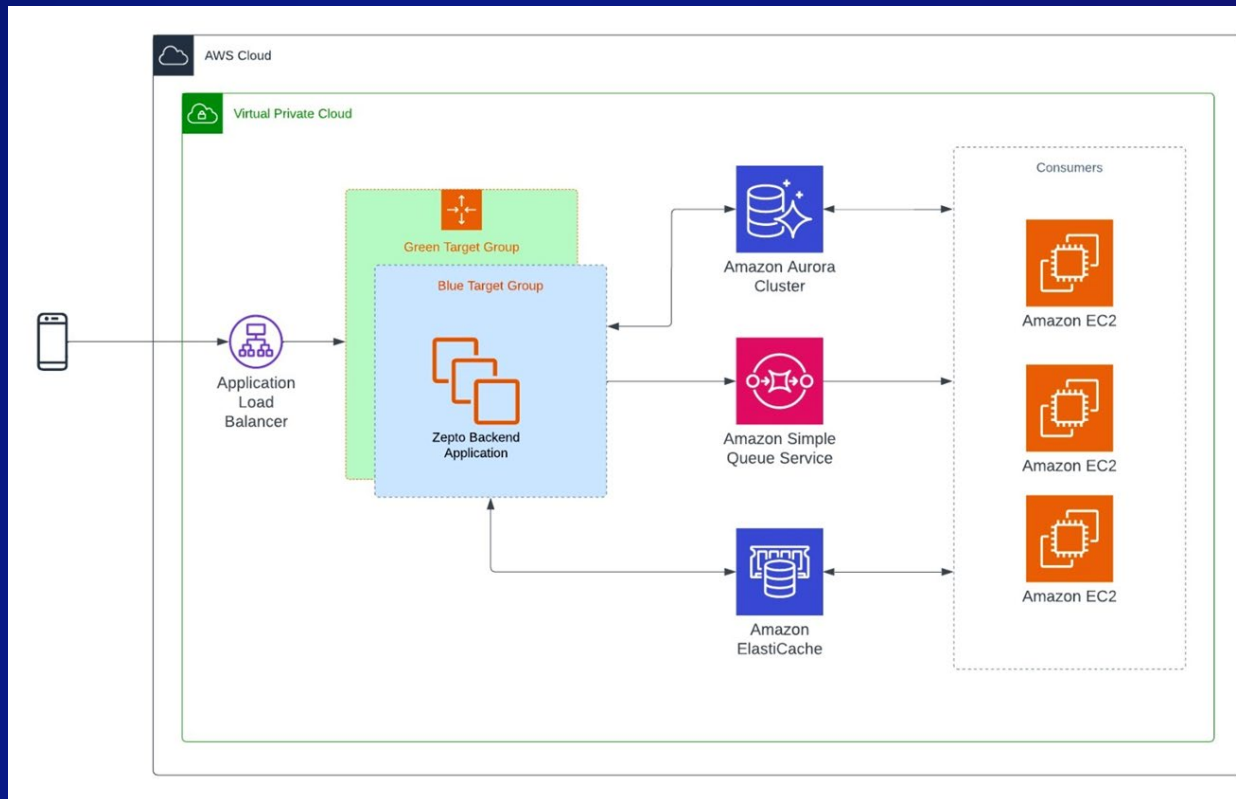 AWS Cloud
Virtual Private Cloud
Green Target Group
Blue Target Group
Zepto Backend
Application
Application
Load
Balancer
Amazon Aurora
Cluster
Amazon Simple
Queue Service
Amazon
ElastiCache
Consumers
Amazon EC2
Amazon EC2
Amazon EC2